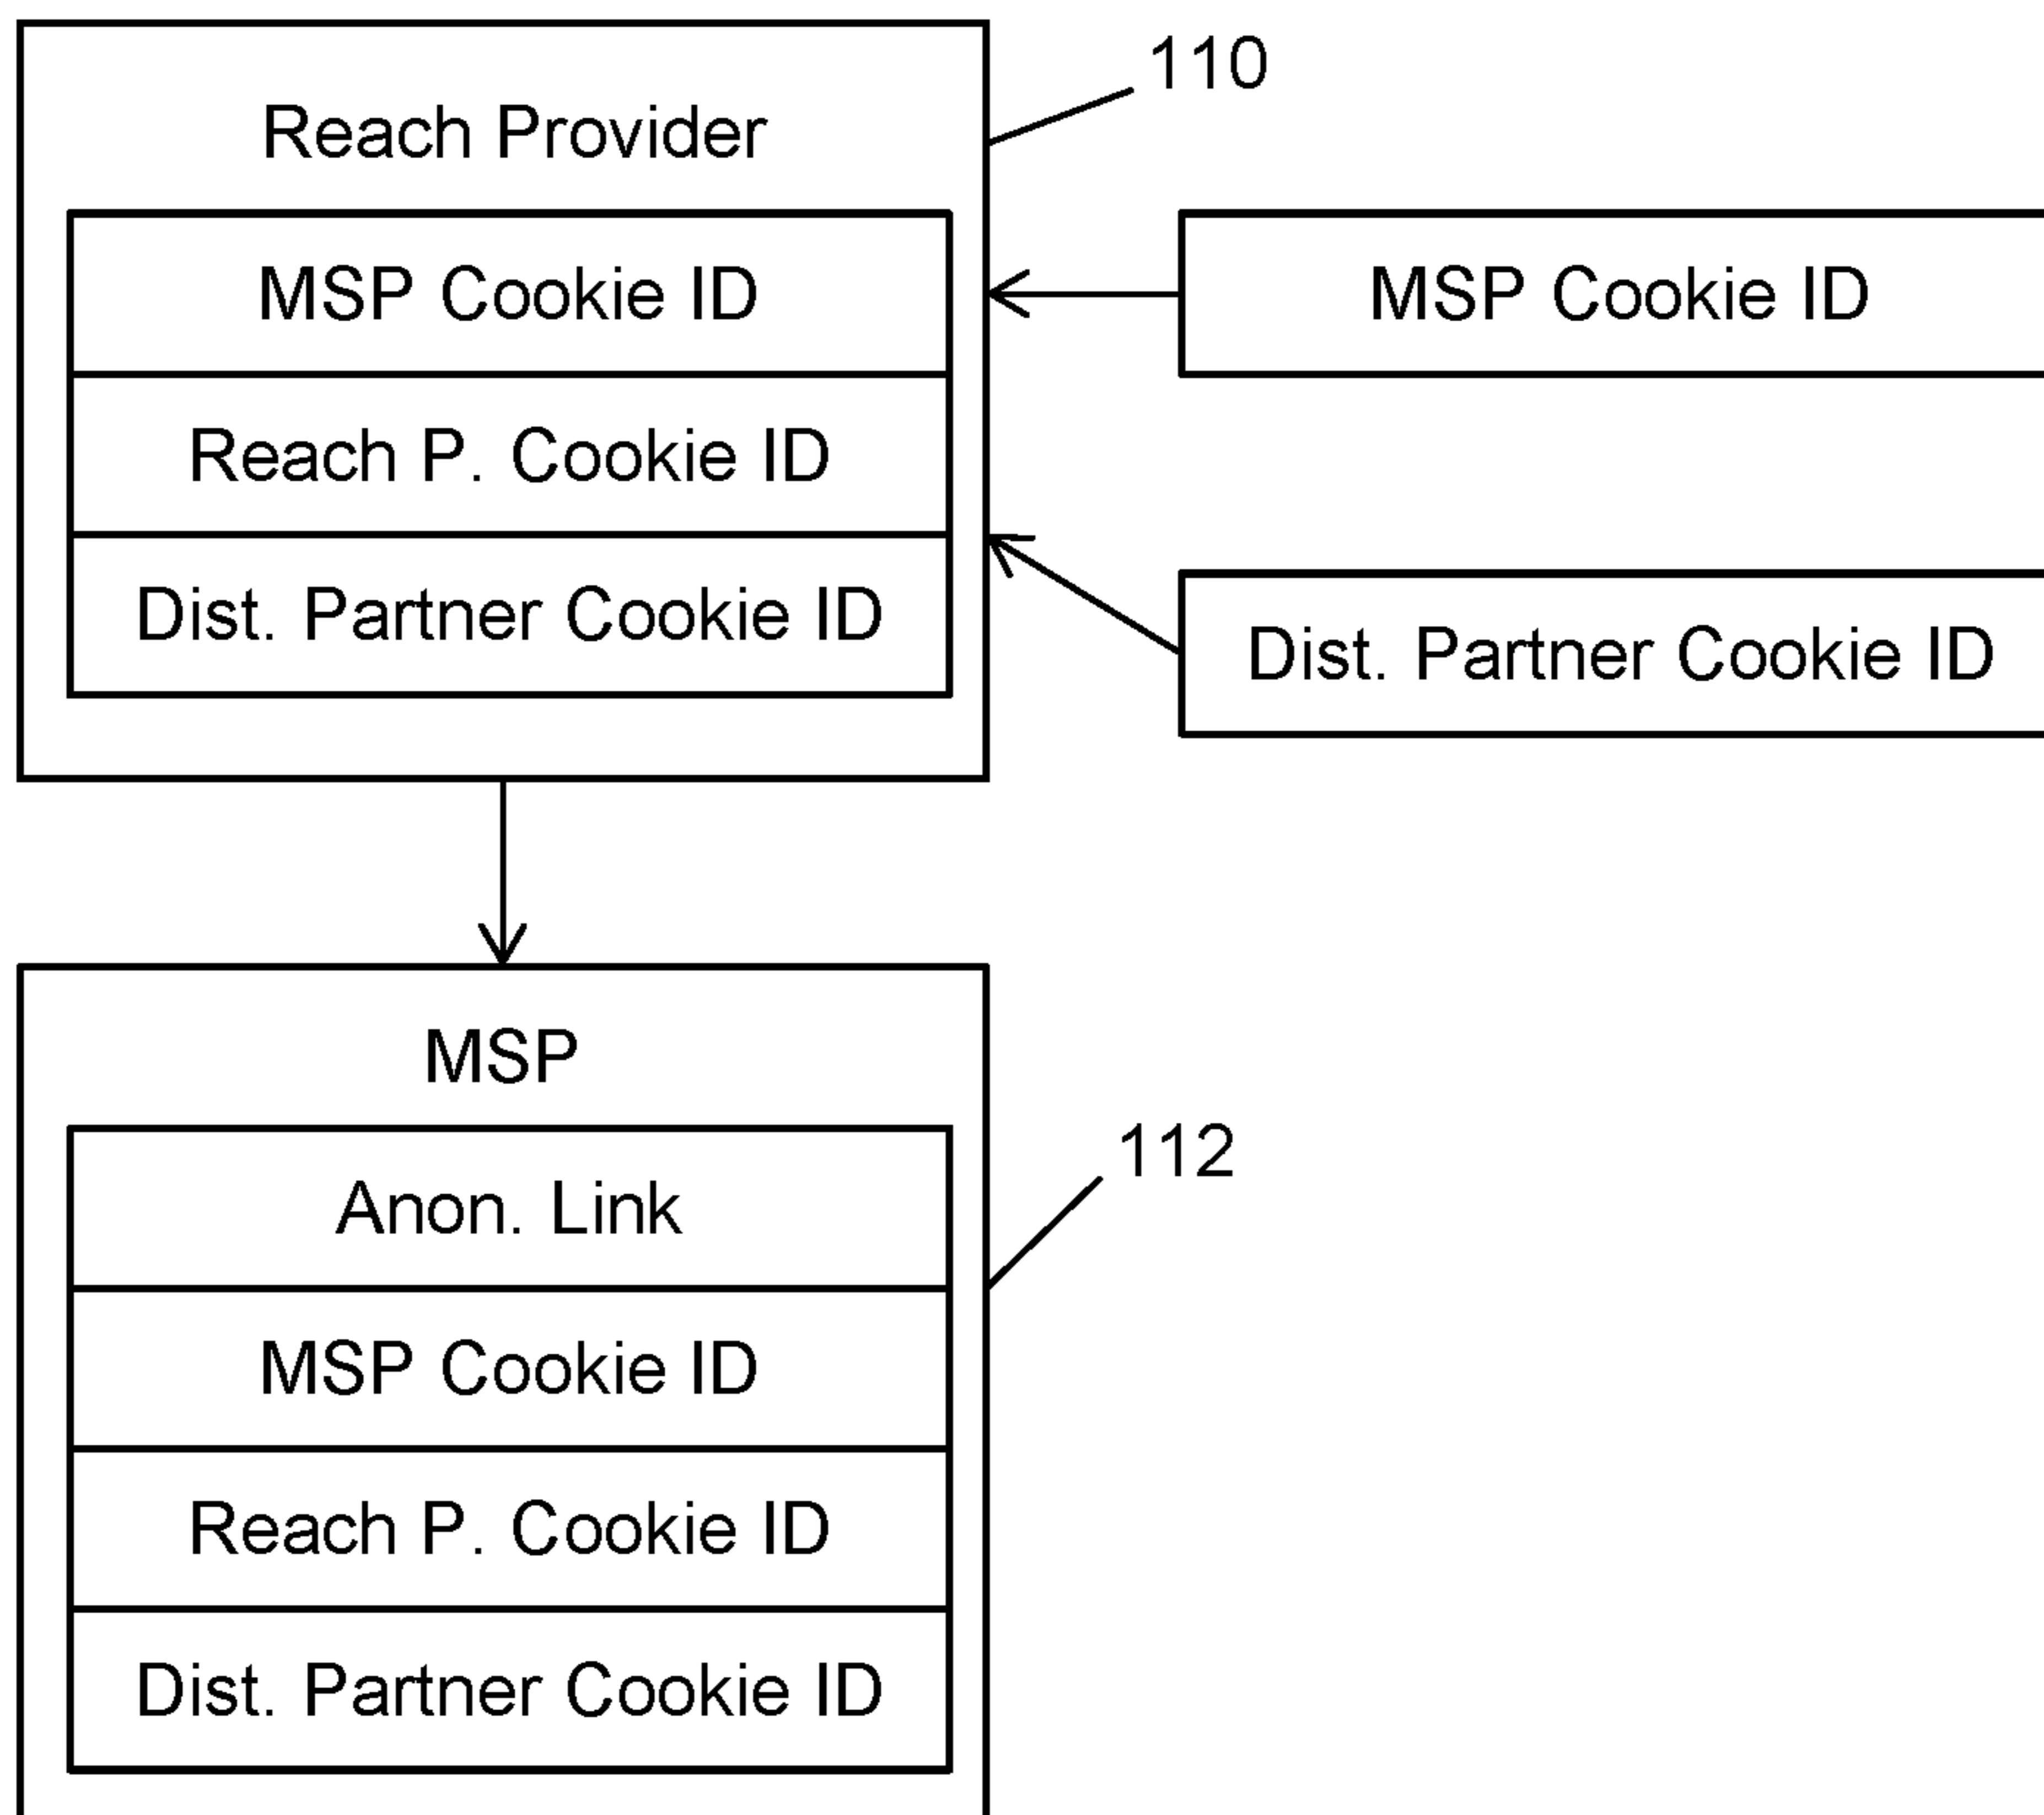 110
Reach Provider
MSP Cookie ID
MSP Cookie ID
Reach P. Cookie ID
Dist. Partner Cookie ID
Dist. Partner Cookie ID
MSP
112
Anon. Link
MSP Cookie ID
Reach P. Cookie ID
Dist. Partner Cookie ID